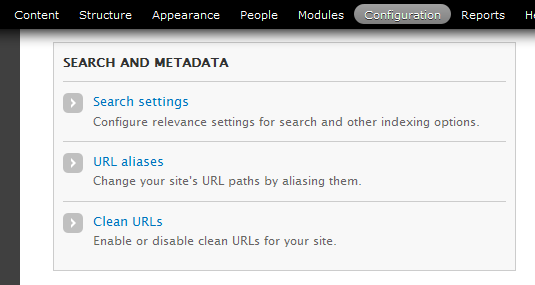 Content Structure Appearance People Modules Configuration Reports
SEARCH AND METADATA
Search settings
Configure relevance settings for search and other indexing options.
URL aliases
Change your site's URL paths by aliasing them.
Clean URLs
Enable or disable clean URLs for your site.